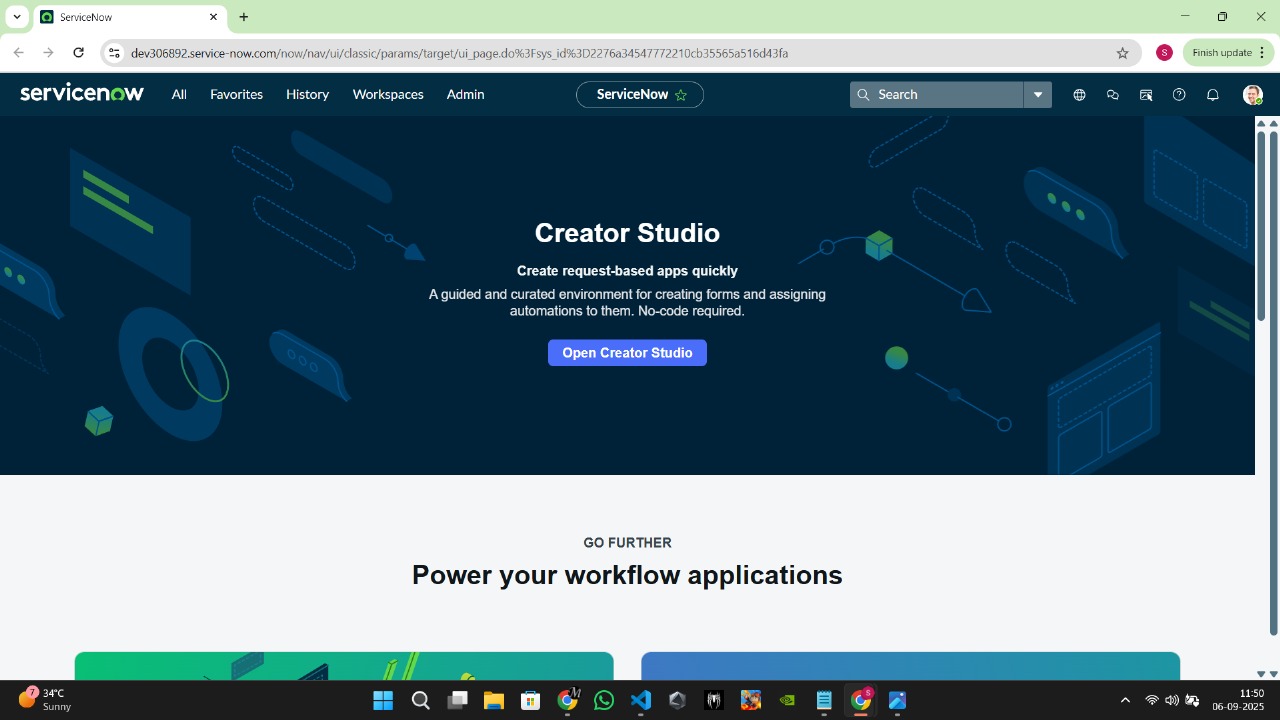 ServiceNow
dev306892.service-now.com/now/nav/ui/classic/params/target/ui_page.do%3Fsys_id%3D2276a34547772210cb35565a516d43fa
S
Finish update
servicenow
All
Favorites
History
Workspaces
Admin
ServiceNow
Search
Creator Studio
Create request-based apps quickly
A guided and curated environment for creating forms and assigning
automations to them. No-code required.
Open Creator Studio
GO FURTHER
Power your workflow applications
7
34°C
Sunny
M
S
11:50
06-09-2025